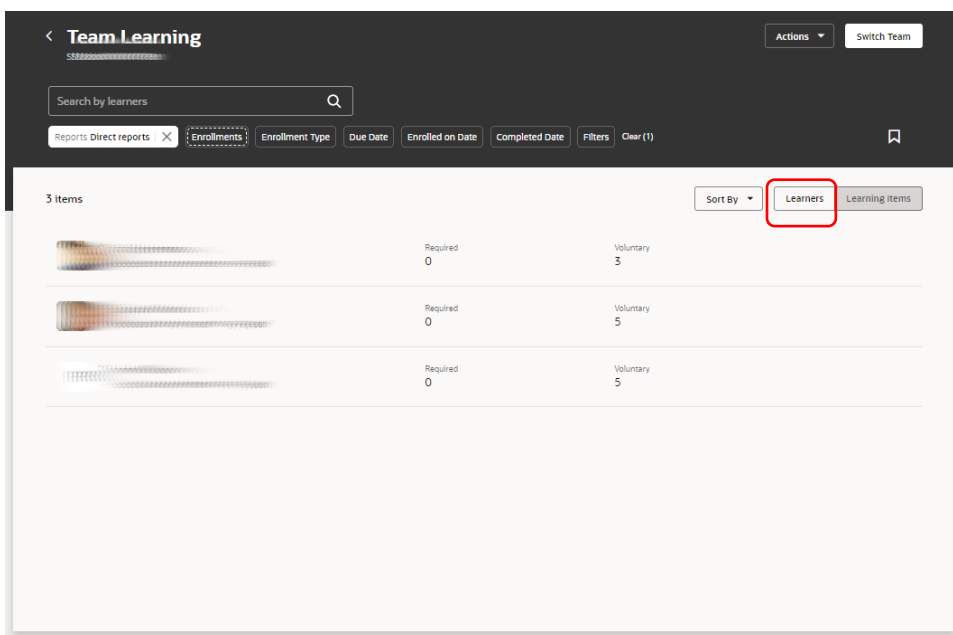 Team Learning
Actions
Switch Team
Search by learners
Reports Direct reports
Enrollments
Enrollment Type
Due Date
Enrolled on Date
Completed Date
Filters
Clear (1)
3 items
Sort By
Learners
Learning Items
Required
0
Voluntary
3
Required
0
Voluntary
5
Required
0
Voluntary
5